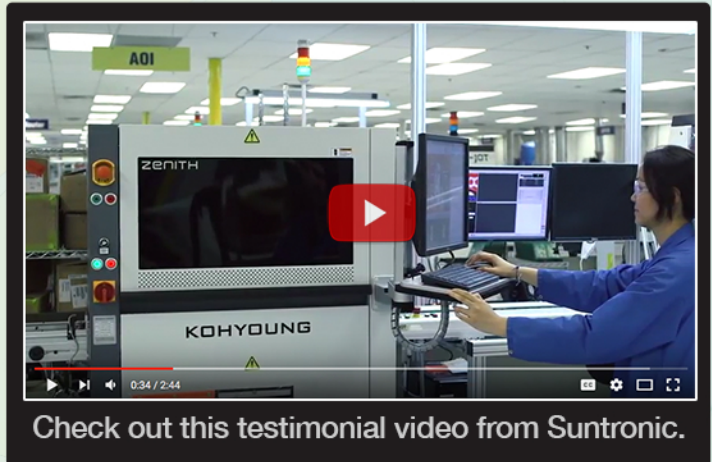 AOI
zenith
KOHYOUNG
0:34 / 2:44
CC
Check out this testimonial video from Suntronic.